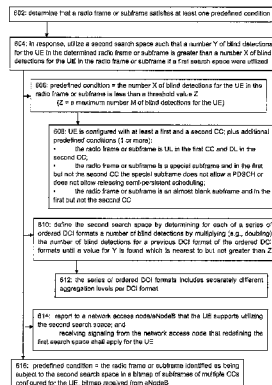 602: determine that a radio frame or subframe satisfies at least one predefined condition
604: In response, utilize a second search space such that a number Y of blind detections
for the UE in the determined radio frame or subframe is greater than a number X of blind
detections for the UE in the radio frame or subframe if a first search space were utilized
606: predefined condition = the number X of blind detections for the UE in the
radio frame or subframe is less than a threshold value Z
(Z = a maximum number M of blind detections for the UE)
608: UE is configured with at least a first and a second CC; plus additional
predefined conditions (1 or more):
• the radio frame or subframe is UL in the first CC and DL in the
second CC;
• the radio frame or subframe is a special subframe and in the first
but not the second CC the special subframe does not allow a PDSCH or
does not allow releasing semi-persistent scheduling;
• the radio frame or subframe is an almost blank subframe and in the
first but not the second CC
610: define the second search space by determining for each of a series of
ordered DCI formats a number of blind detections by multiplying (e.g., doubling)
the number of blind detections for a previous DCI format of the ordered DCI
formats until a value for Y is found which is nearest to but not greater than Z
612: the series of ordered DCI formats includes separately different
aggregation levels per DCI format
614: report to a network access node/eNodeB that the UE supports utilizing
the second search space; and
receiving signaling from the network access node that redefining the
first search space shall apply for the UE
616: predefined condition = the radio frame or subframe identified as being
subject to the second search space in a bitmap of subframes of multiple CCs
configured for the UE, bitmap received from eNodeB